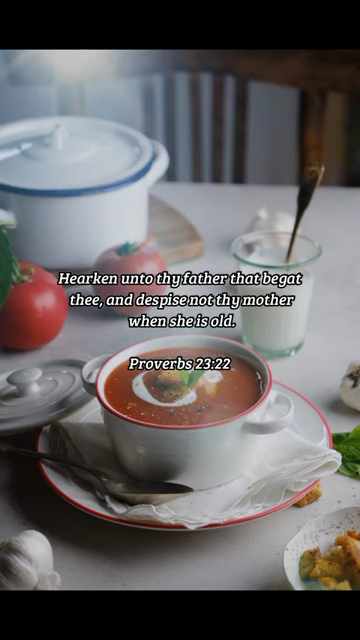 Hearken unto thy father that begat
thee, and despise not thy mother
when she is old.
Proverbs 23:22